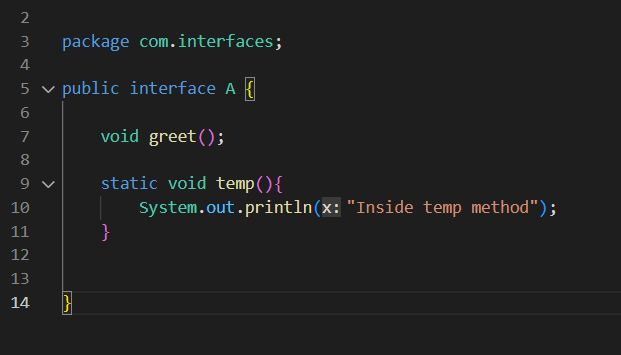 2
3 package com.interfaces;
4
5 public interface A {
6
7 void greet();
8
9 static void temp(){
10 System.out.println(x: "Inside temp method");
11 }
12
13
14 }